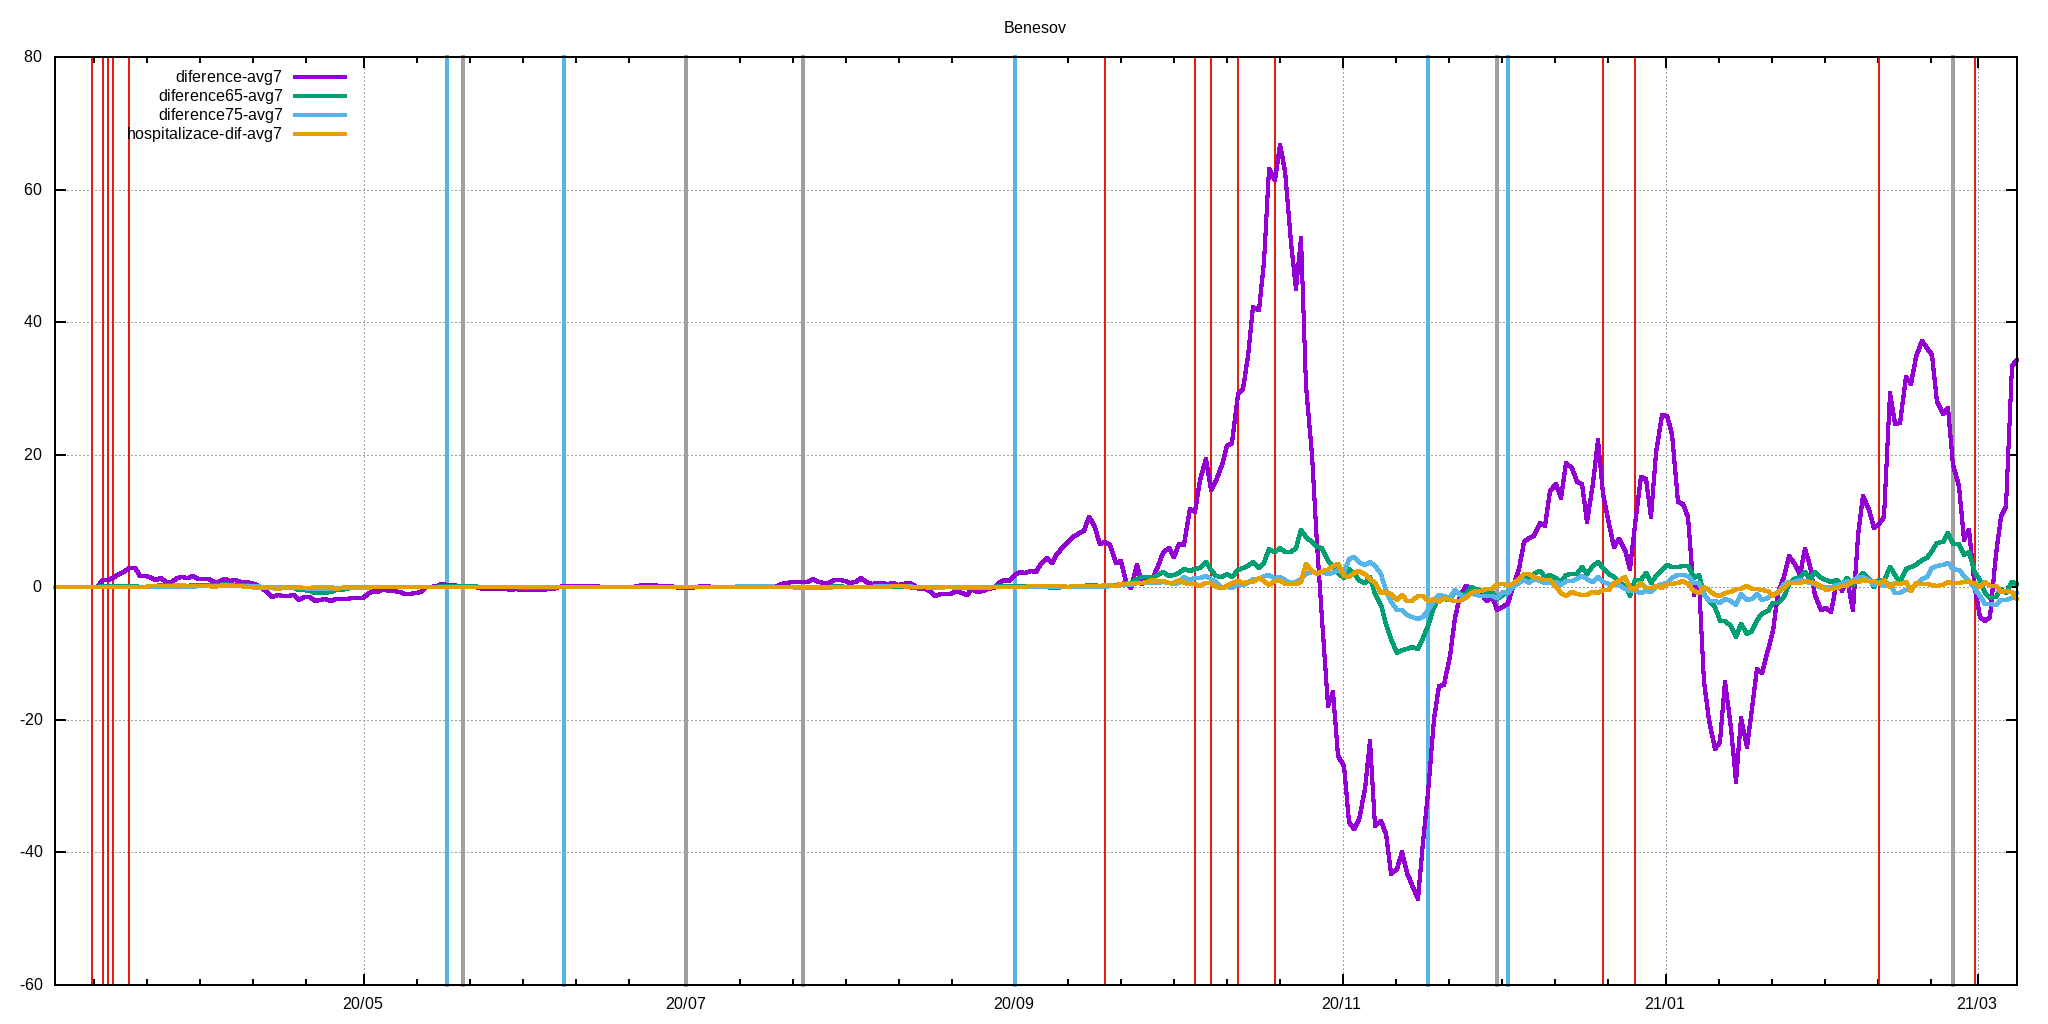 Benesov
80
diference-avg7
diference65-avg7
diference75-avg7
hospitalizace-dif-avg7
60
40
20
0
-20
-40
-60
20/05 20/07 20/09 20/11 21/01 21/03